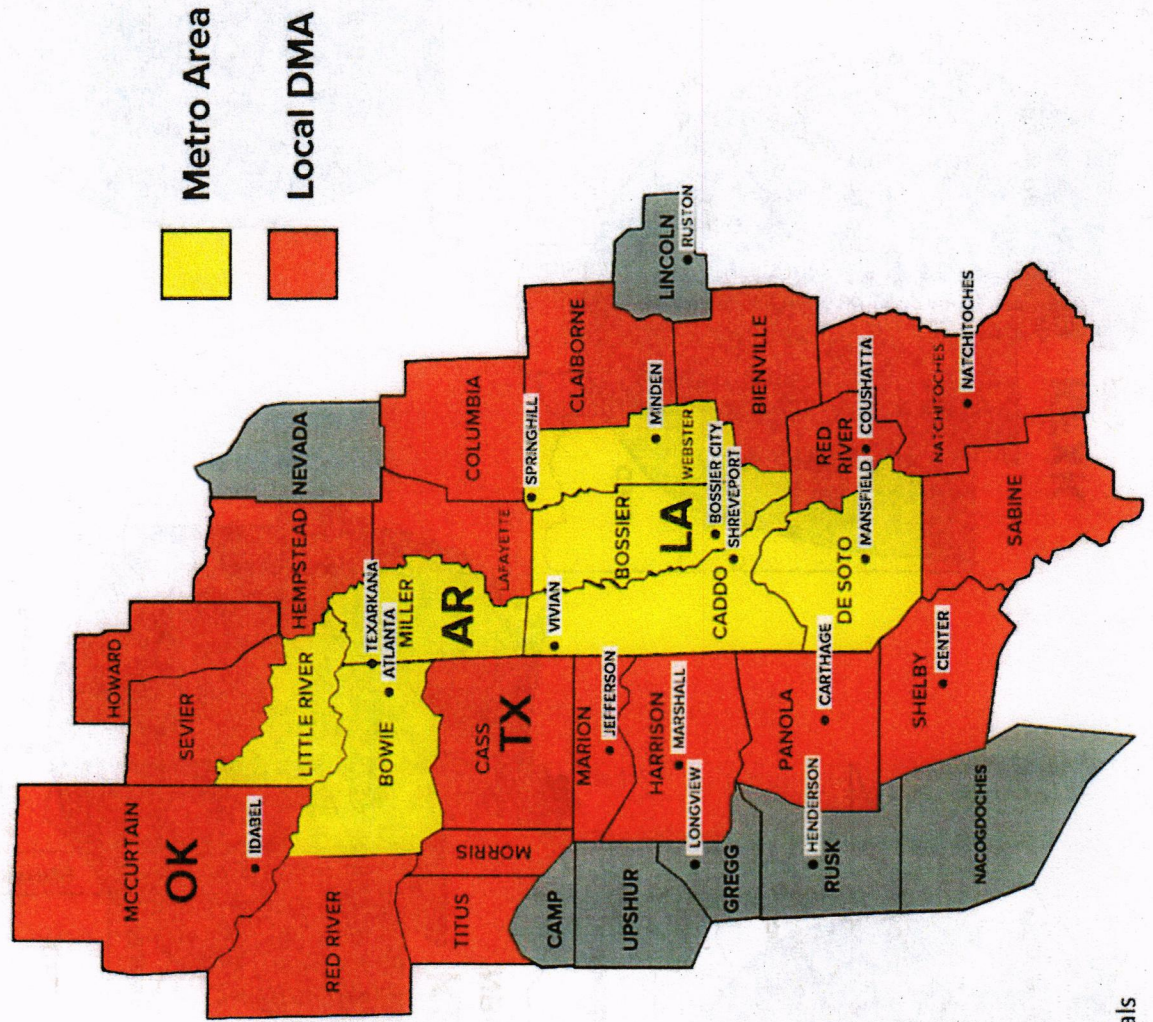 Metro Area
Local DMA
MCCURTAIN
OK
IDABEL
HOWARD
SEVIER
LITTLE RIVER
HEMPSTEAD
NEVADA
RED RIVER
BOWIE
TEXARKANA
ATLANTA
MILLER
AR
LAFAYETTE
COLUMBIA
TITUS
MORRIS
CASS
TX
SPRINGHILL
CAMP
MARION
JEFFERSON
VIVIAN
BOSSIER
LA
CLAIBORNE
UPSHUR
HARRISON
MARSHALL
LONGVIEW
GREGG
CADDO
BOSSIER CITY
SHREVEPORT
WEBSTER
MINDEN
LINCOLN
RUSTON
BIENVILLE
HENDERSON
RUSK
PANOLA
CARTHAGE
DE SOTO
MANSFIELD
RED
RIVER
COUSHATTA
NATCHITOCHES
NATCHITOCHES
NACOGDOCHES
SHELBY
CENTER
SABINE
als